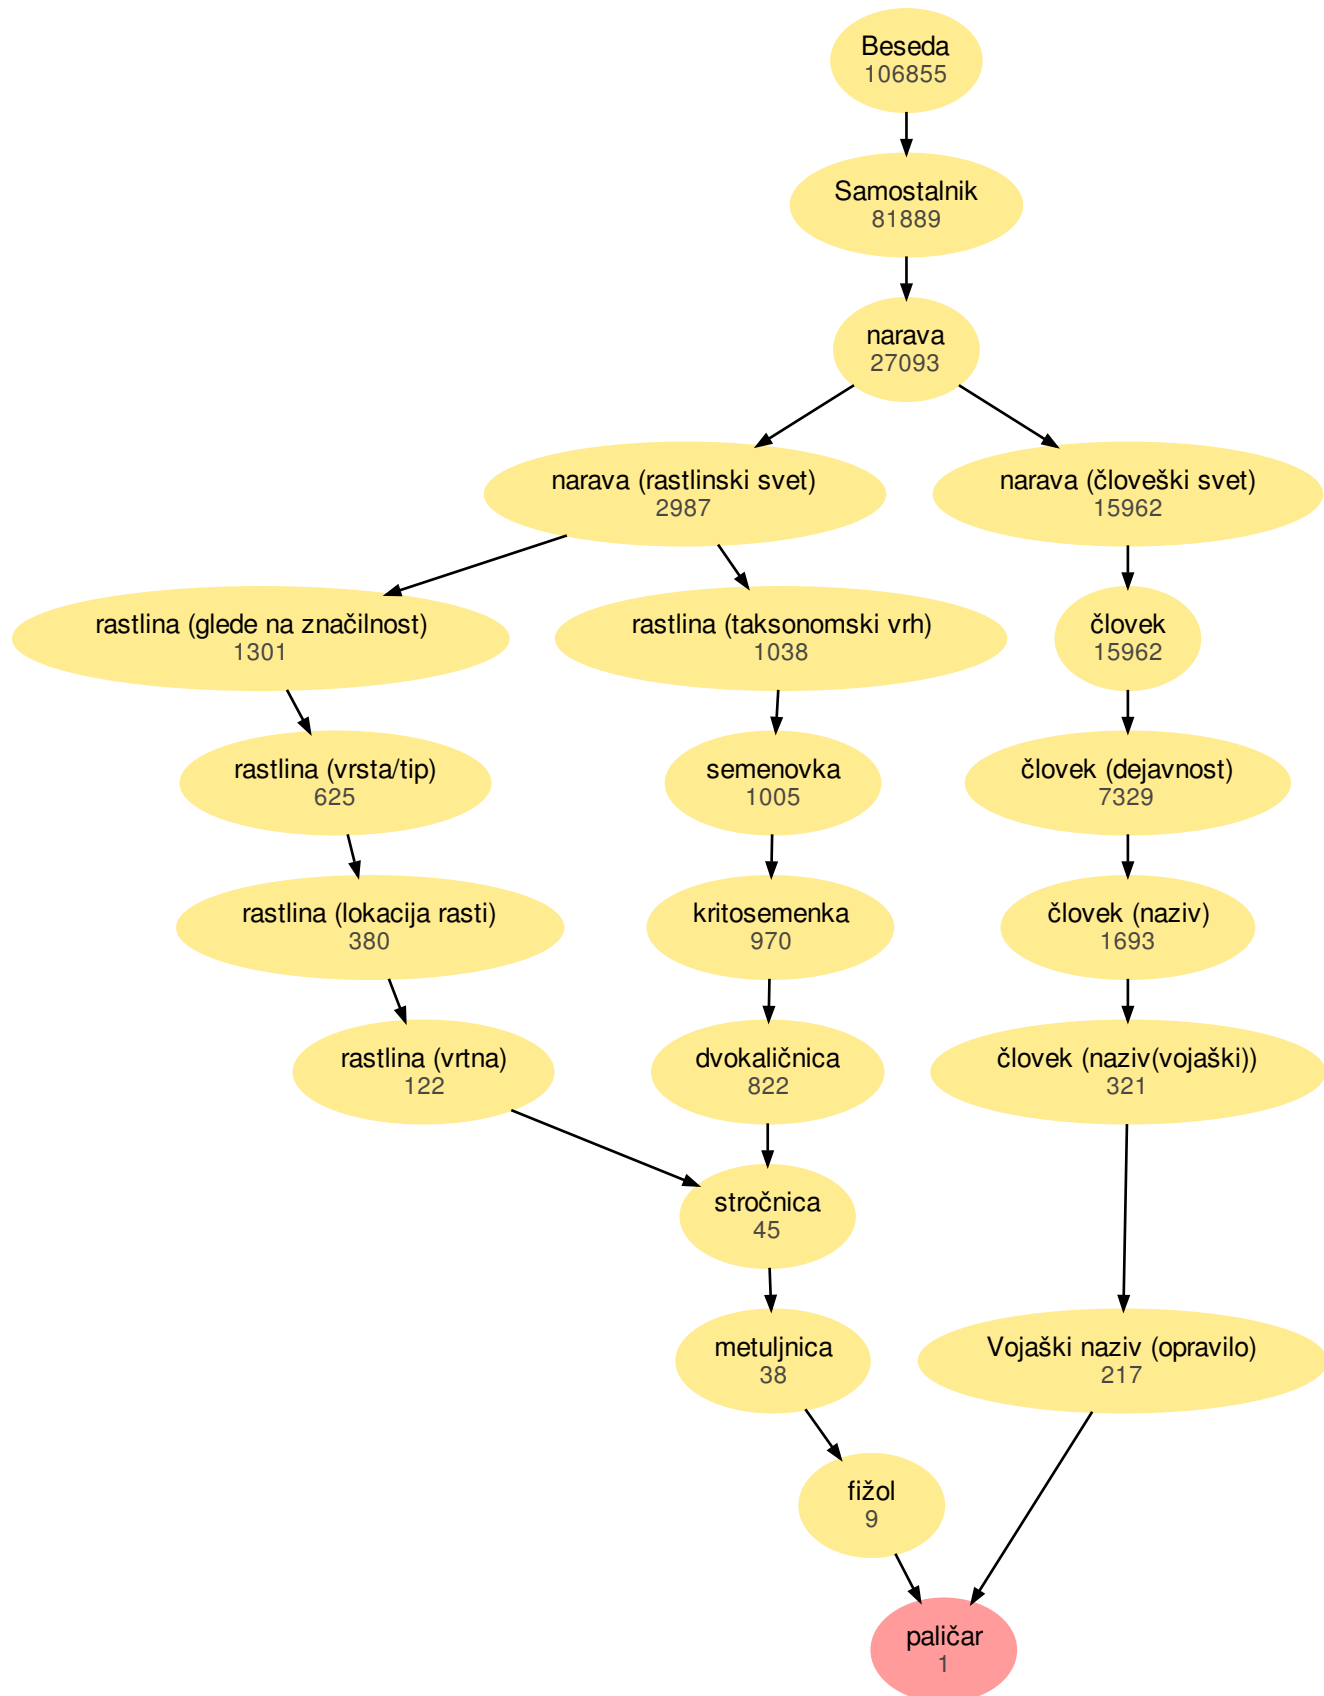 Beseda
106855
Samostalnik
81889
narava
27093
narava (rastlinski svet)
2987
narava (človeški svet)
15962
rastlina (glede na značilnost)
1301
rastlina (taksonomski vrh)
1038
človek
15962
rastlina (vrsta/tip)
625
semenovka
1005
človek (dejavnost)
7329
rastlina (lokacija rasti)
380
kritosemenka
970
človek (naziv)
1693
rastlina (vrtna)
122
dvokaličnica
822
človek (naziv(vojaški))
321
stročnica
45
metuljnica
38
Vojaški naziv (opravilo)
217
fižol
9
paličar
1